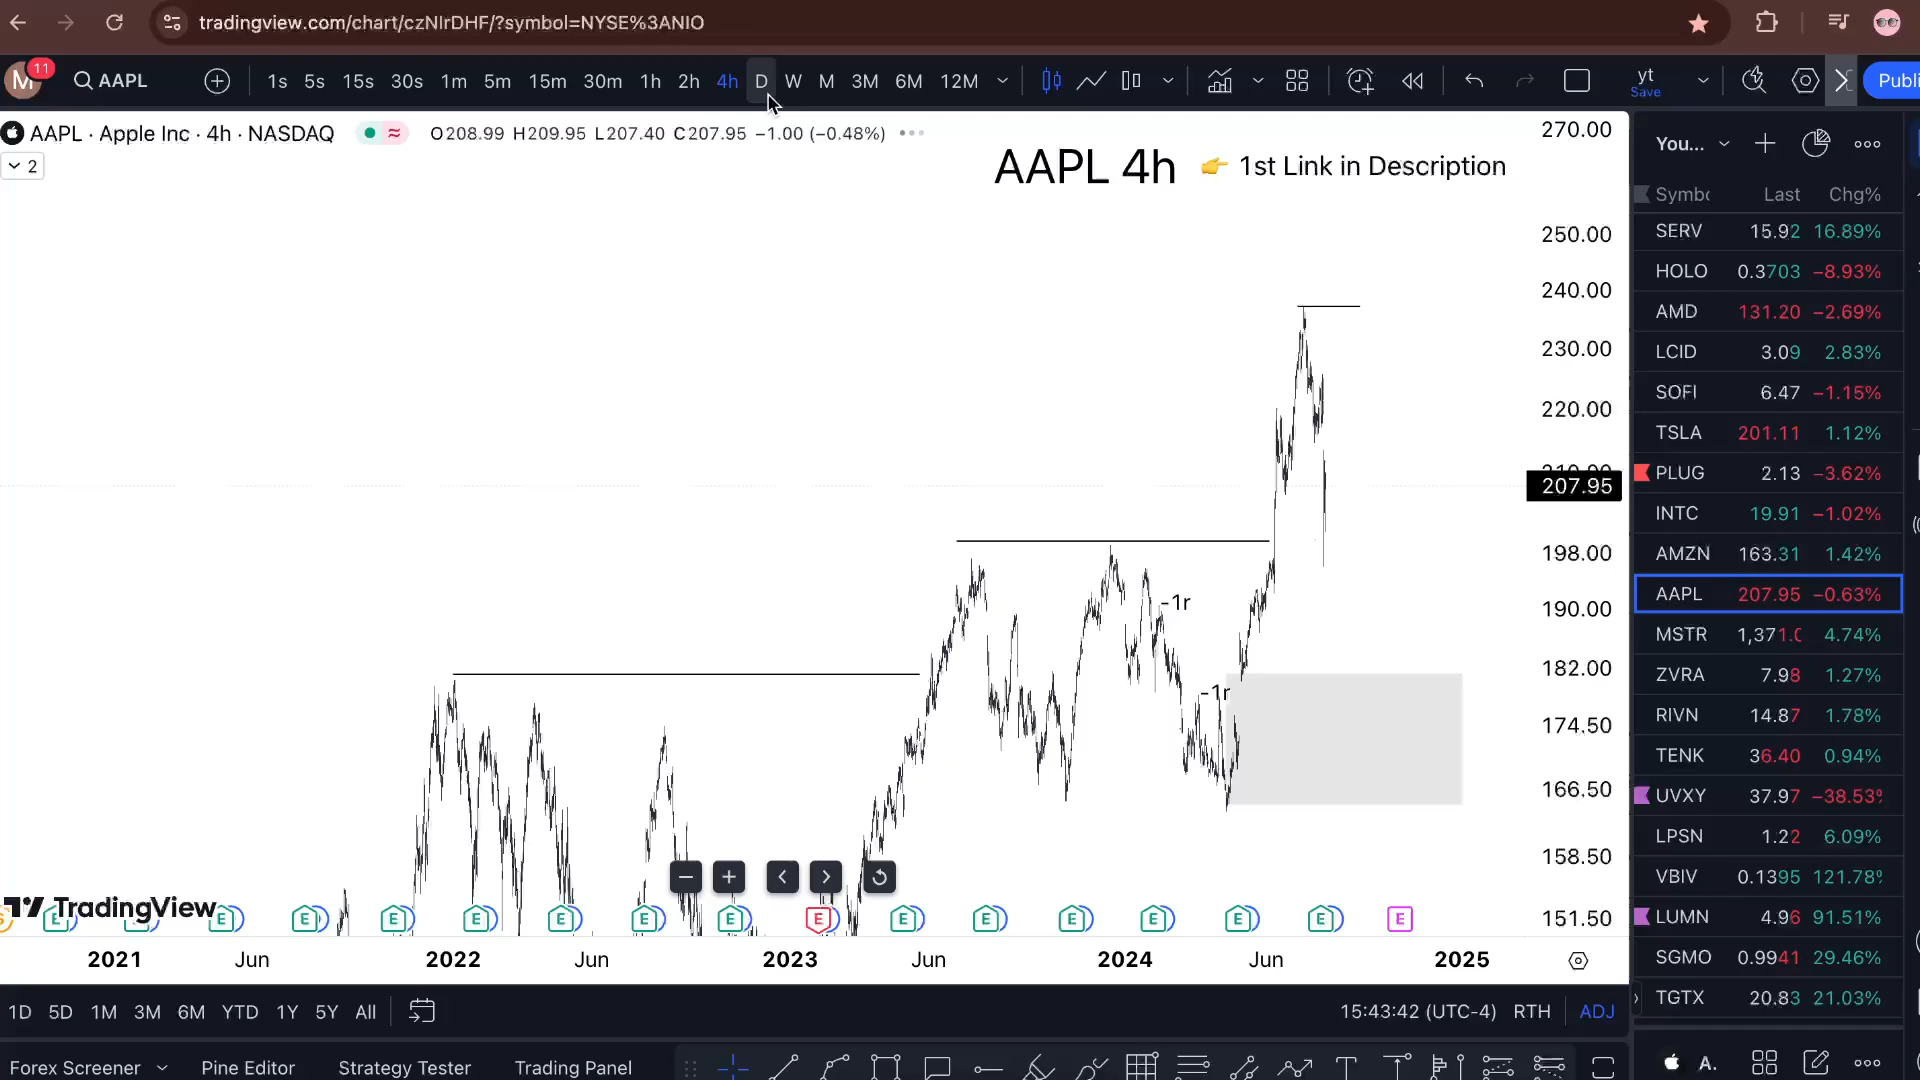 tradingview.com/chart/czNIrDHF/?symbol=NYSE%3ANIO
M 11 AAPL 1s 5s 15s 30s 1m 5m 15m 30m 1h 2h 4h D W M 3M 6M 12M yt Save Publi
AAPL · Apple Inc · 4h · NASDAQ O208.99 H209.95 L207.40 C207.95 −1.00 (−0.48%)
2
AAPL 4h 👉 1st Link in Description
270.00
250.00
240.00
230.00
220.00
207.95
198.00
190.00
182.00
174.50
166.50
158.50
151.50
-1r
-1r
TradingView
E E E E E E E E E E E E E E E
2021 Jun 2022 Jun 2023 Jun 2024 Jun 2025
You...
Symbo Last Chg%
SERV 15.92 16.89%
HOLO 0.3703 −8.93%
AMD 131.20 −2.69%
LCID 3.09 2.83%
SOFI 6.47 −1.15%
TSLA 201.11 1.12%
PLUG 2.13 −3.62%
INTC 19.91 −1.02%
AMZN 163.31 1.42%
AAPL 207.95 −0.63%
MSTR 1,371.0 4.74%
ZVRA 7.98 1.27%
RIVN 14.87 1.78%
TENK 36.40 0.94%
UVXY 37.97 −38.53%
LPSN 1.22 6.09%
VBIV 0.1395 121.78%
LUMN 4.96 91.51%
SGMO 0.9941 29.46%
TGTX 20.83 21.03%
1D 5D 1M 3M 6M YTD 1Y 5Y All 15:43:42 (UTC-4) RTH ADJ
Forex Screener Pine Editor Strategy Tester Trading Panel A.